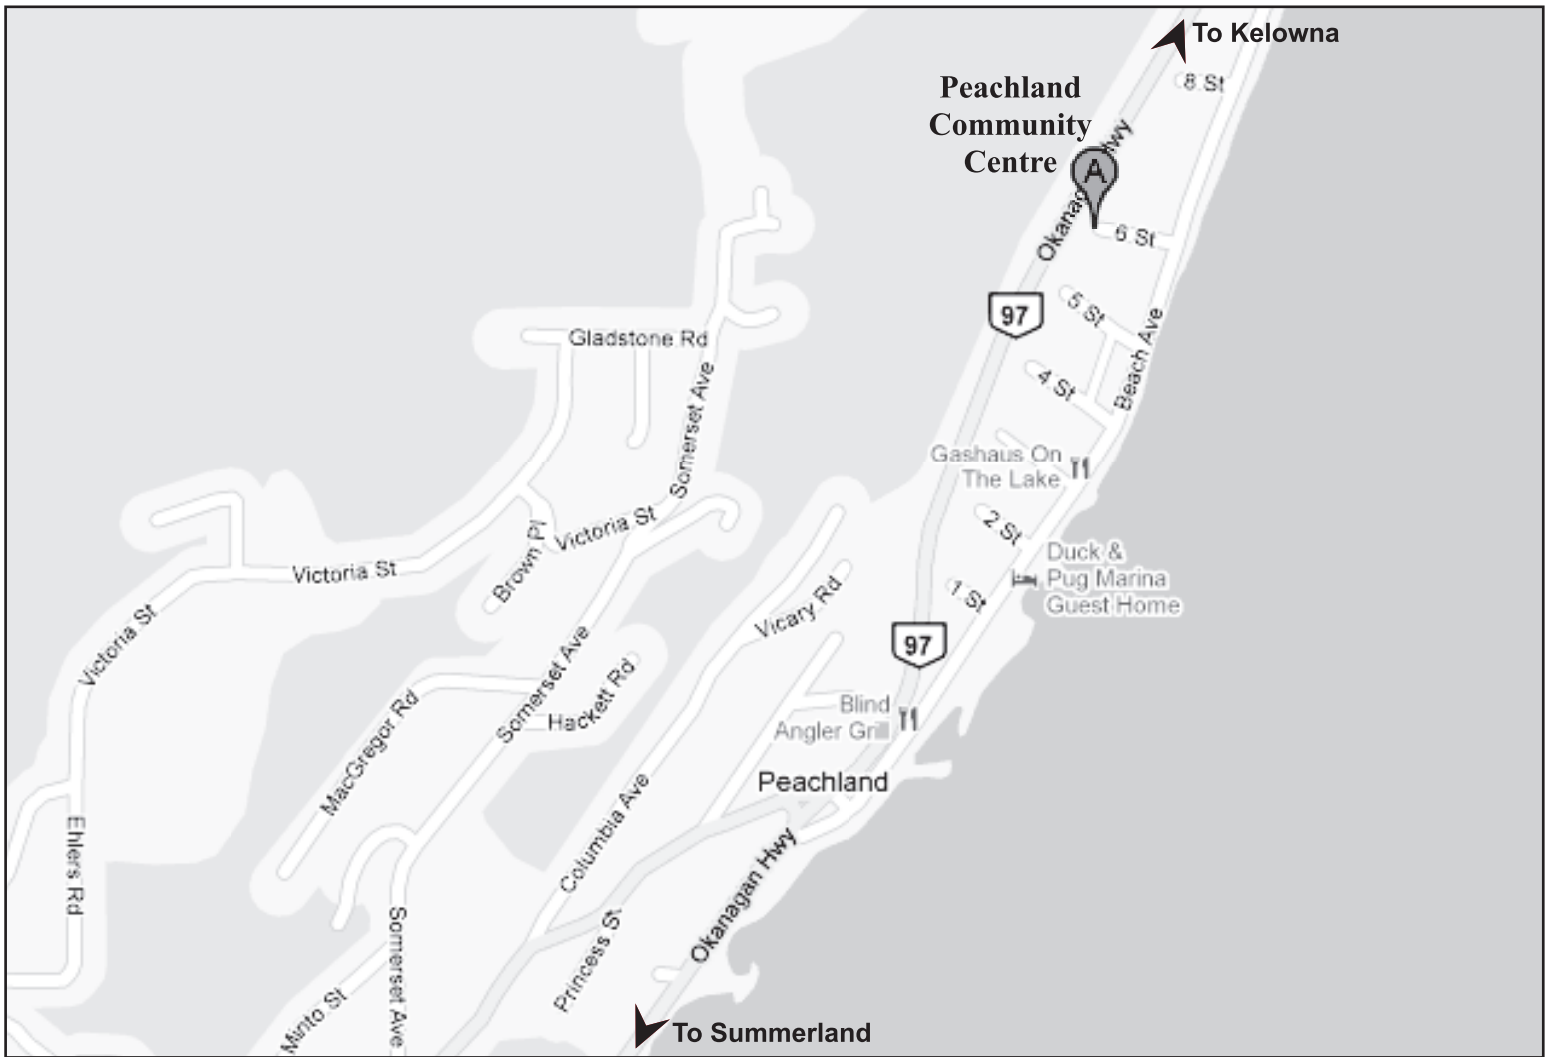 To Kelowna
8 St
Peachland
Community
Centre
A
Okanagan Hwy
6 St
97
5 St
Beach Ave
4 St
Gladstone Rd
Somerset Ave
Gashaus On
The Lake
2 St
Victoria St
Brown Pl
Victoria St
Duck &
Pug Marina
Guest Home
1 St
Vicary Rd
Victoria St
97
Somerset Ave
Hackett Rd
MacGregor Rd
Blind
Angler Grill
Peachland
Columbia Ave
Ehlers Rd
Okanagan Hwy
Somerset Ave
Princess St
Minto St
To Summerland